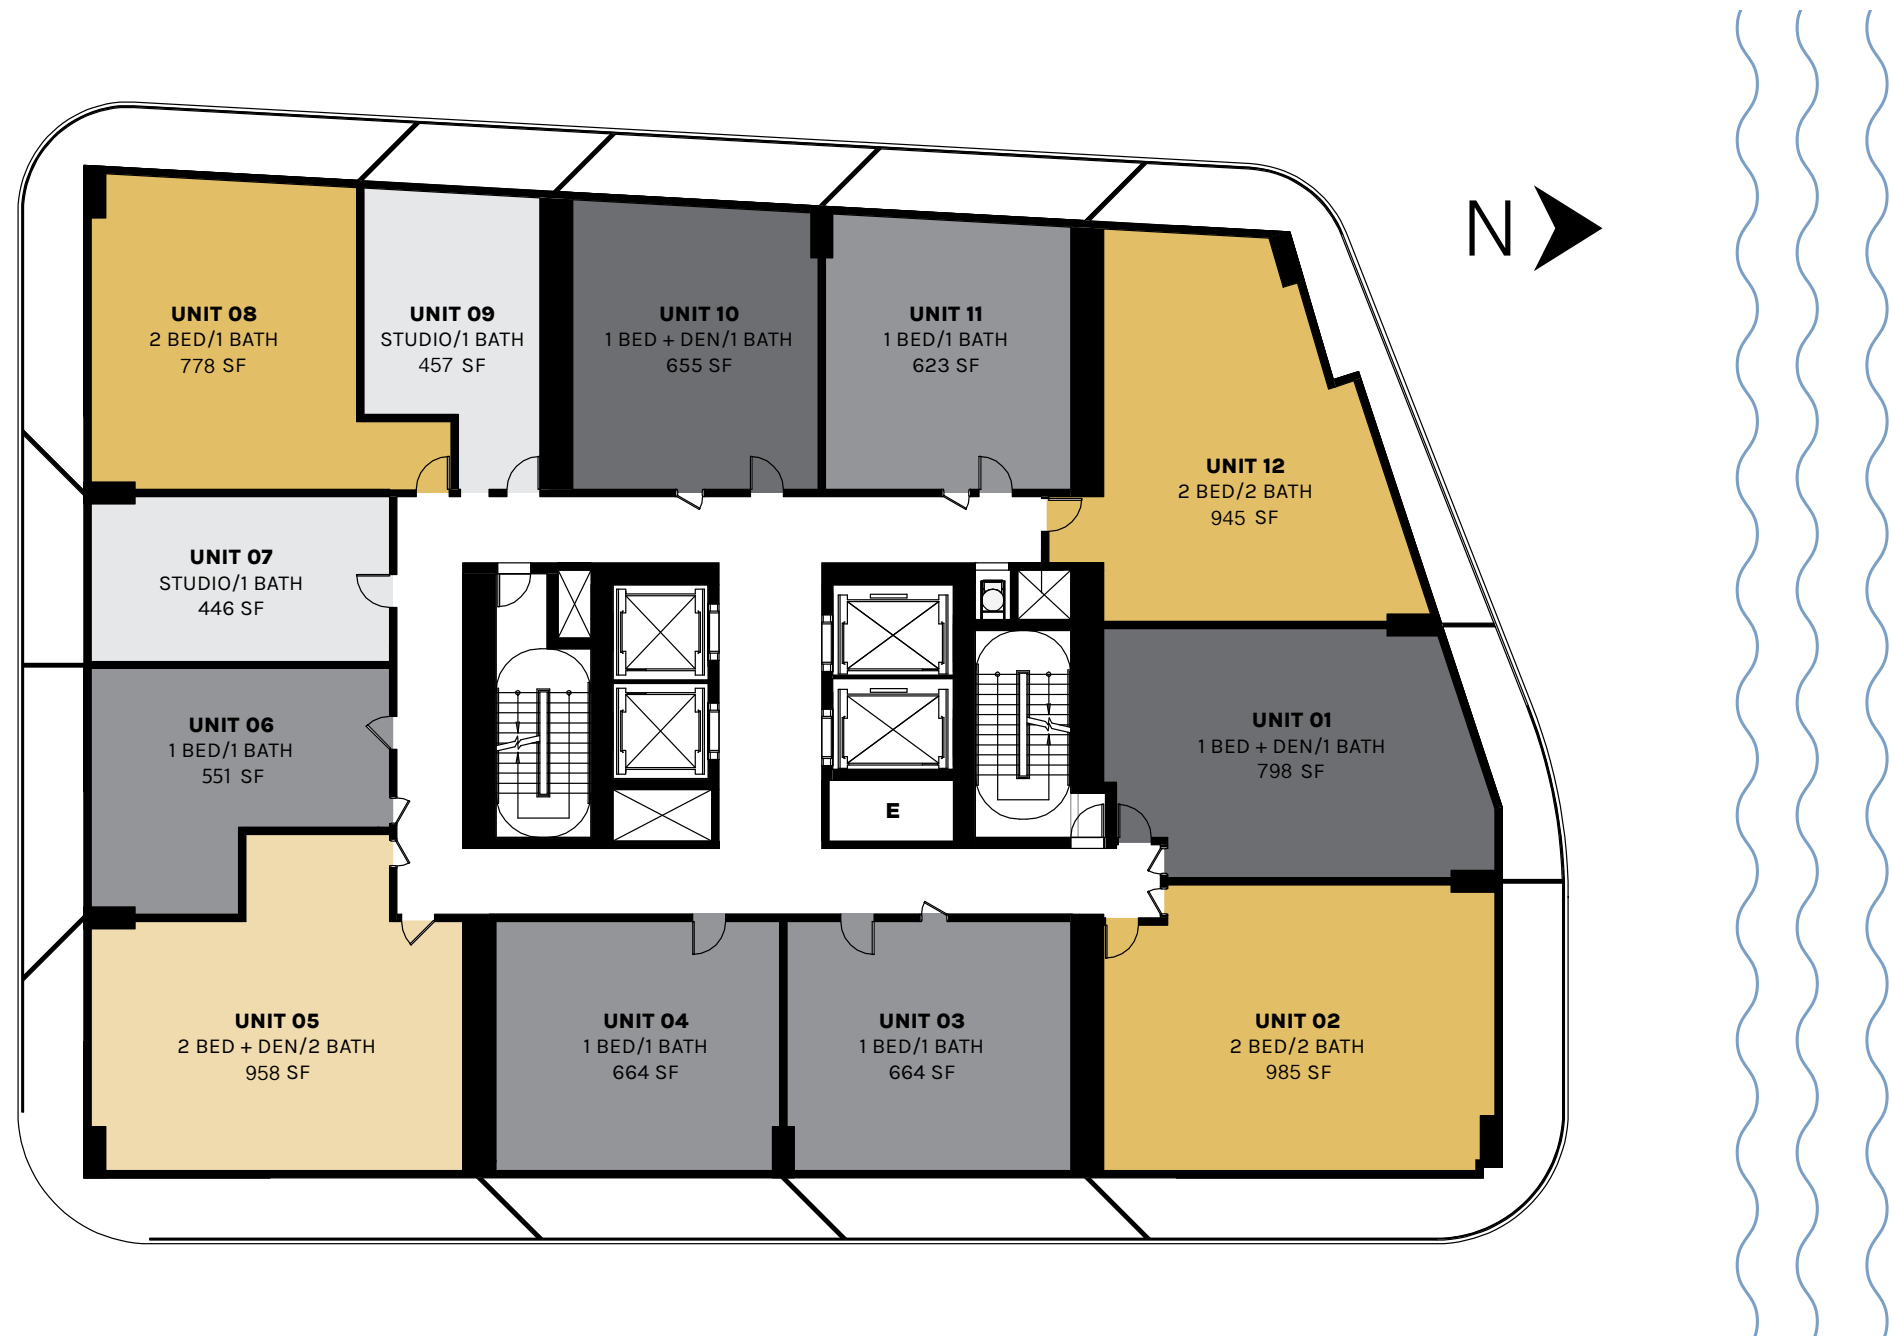 N
UNIT 08
2 BED/1 BATH
778 SF
UNIT 09
STUDIO/1 BATH
457 SF
UNIT 10
1 BED + DEN/1 BATH
655 SF
UNIT 11
1 BED/1 BATH
623 SF
UNIT 12
2 BED/2 BATH
945 SF
UNIT 07
STUDIO/1 BATH
446 SF
UNIT 06
1 BED/1 BATH
551 SF
UNIT 01
1 BED + DEN/1 BATH
798 SF
E
UNIT 05
2 BED + DEN/2 BATH
958 SF
UNIT 04
1 BED/1 BATH
664 SF
UNIT 03
1 BED/1 BATH
664 SF
UNIT 02
2 BED/2 BATH
985 SF